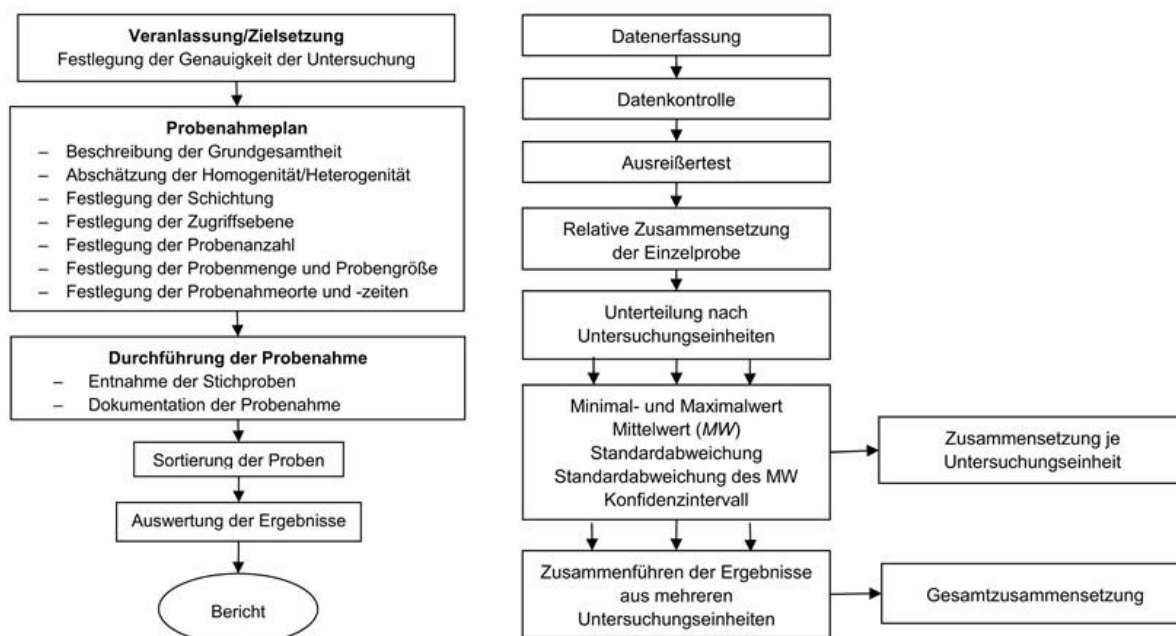 Veranlassung/Zielsetzung
Festlegung der Genauigkeit der Untersuchung
Probenahmeplan
– Beschreibung der Grundgesamtheit
– Abschätzung der Homogenität/Heterogenität
– Festlegung der Schichtung
– Festlegung der Zugriffsebene
– Festlegung der Probenanzahl
– Festlegung der Probenmenge und Probengröße
– Festlegung der Probenahmeorte und -zeiten
Durchführung der Probenahme
– Entnahme der Stichproben
– Dokumentation der Probenahme
Sortierung der Proben
Auswertung der Ergebnisse
Bericht
Datenerfassung
Datenkontrolle
Ausreißertest
Relative Zusammensetzung
der Einzelprobe
Unterteilung nach
Untersuchungseinheiten
Minimal- und Maximalwert
Mittelwert (MW)
Standardabweichung
Standardabweichung des MW
Konfidenzintervall
Zusammensetzung je
Untersuchungseinheit
Zusammenführen der Ergebnisse
aus mehreren
Untersuchungseinheiten
Gesamtzusammensetzung